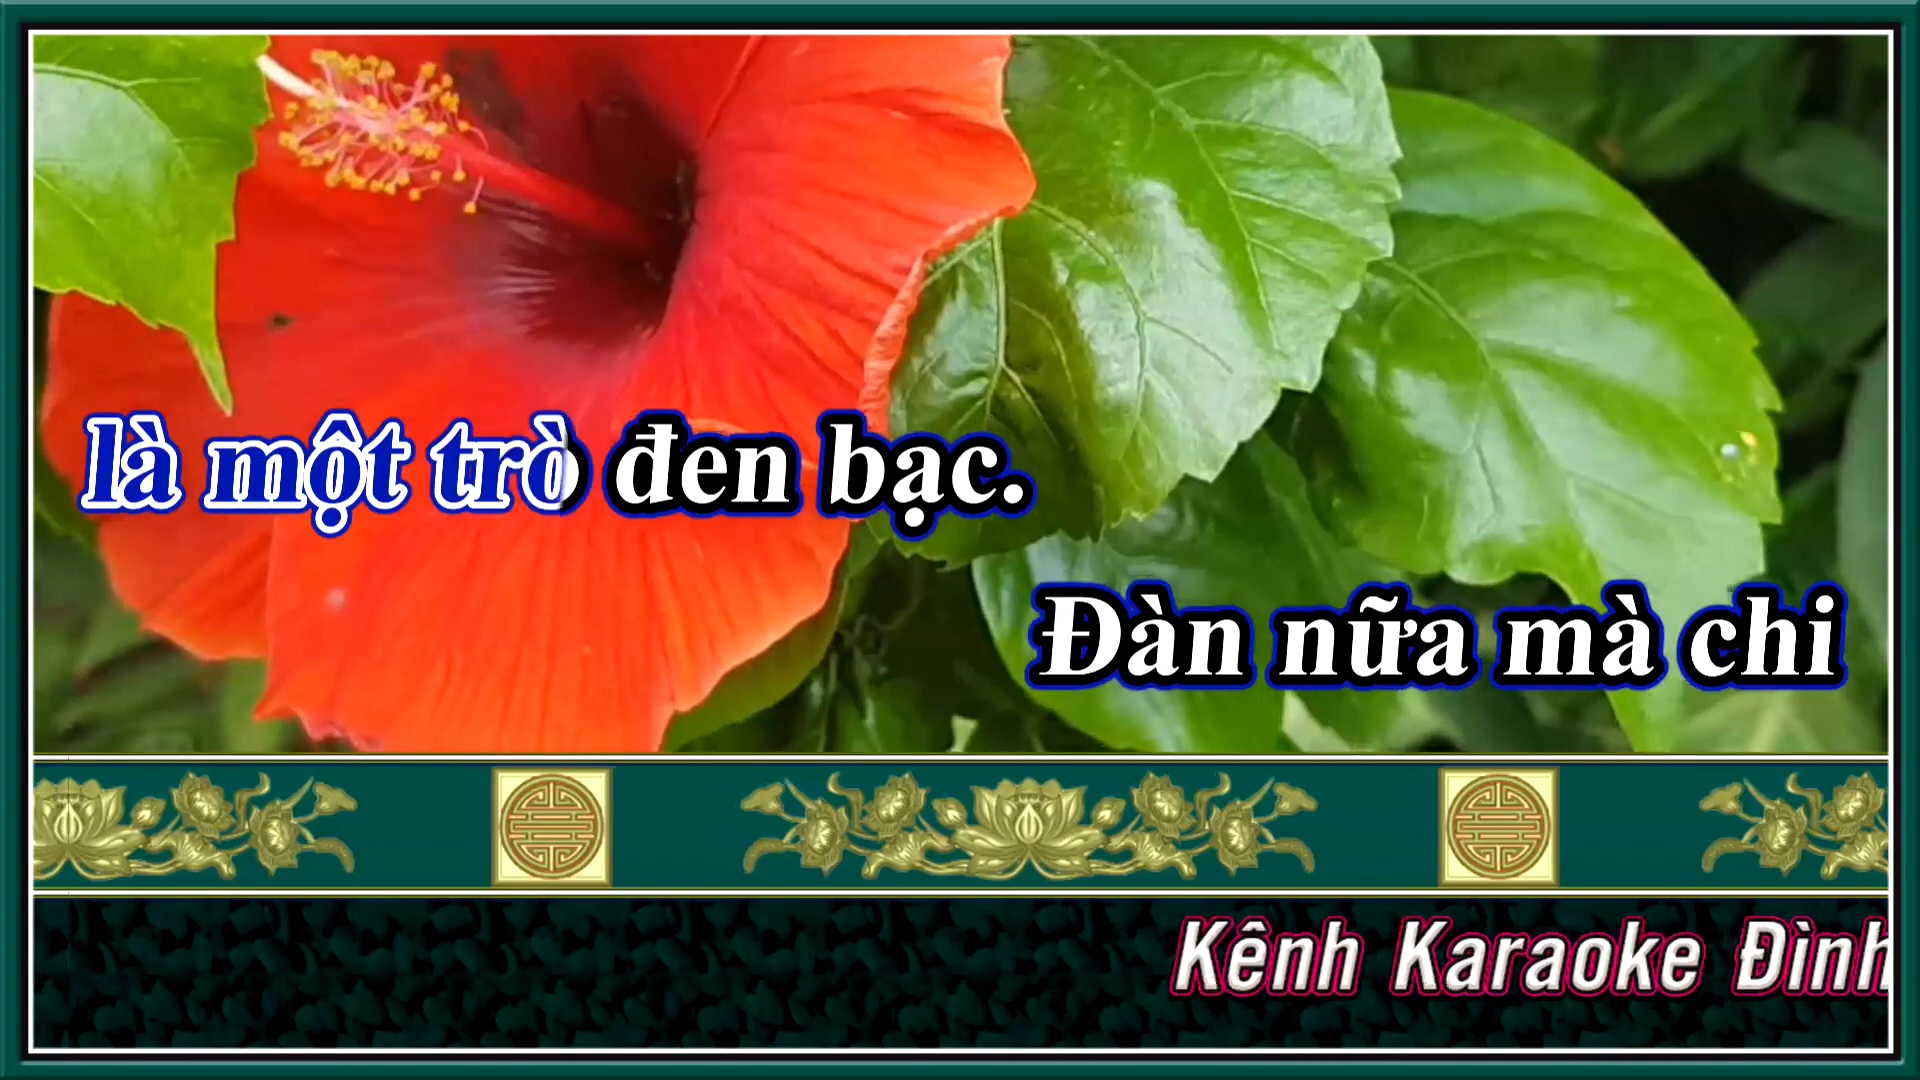 là một trò đen bạc.
Đàn nữa mà chi
Kênh Karaoke Đình